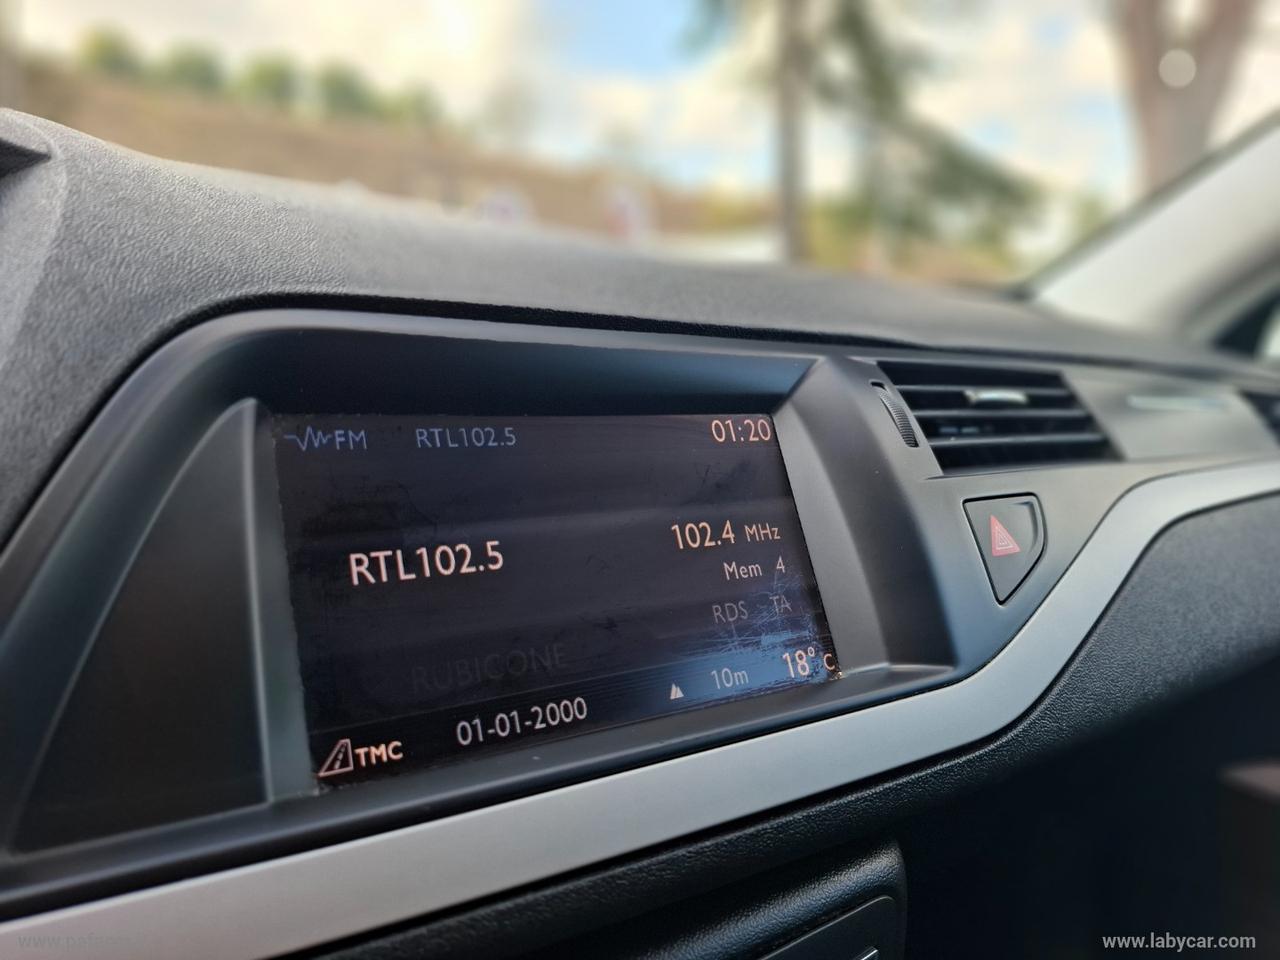 FM RTL102.5 01:20
RTL102.5
102.4 MHz
Mem 4
RDS TA
RUBICONE
01-01-2000 10m 18° C
TMC
www.labycar.com